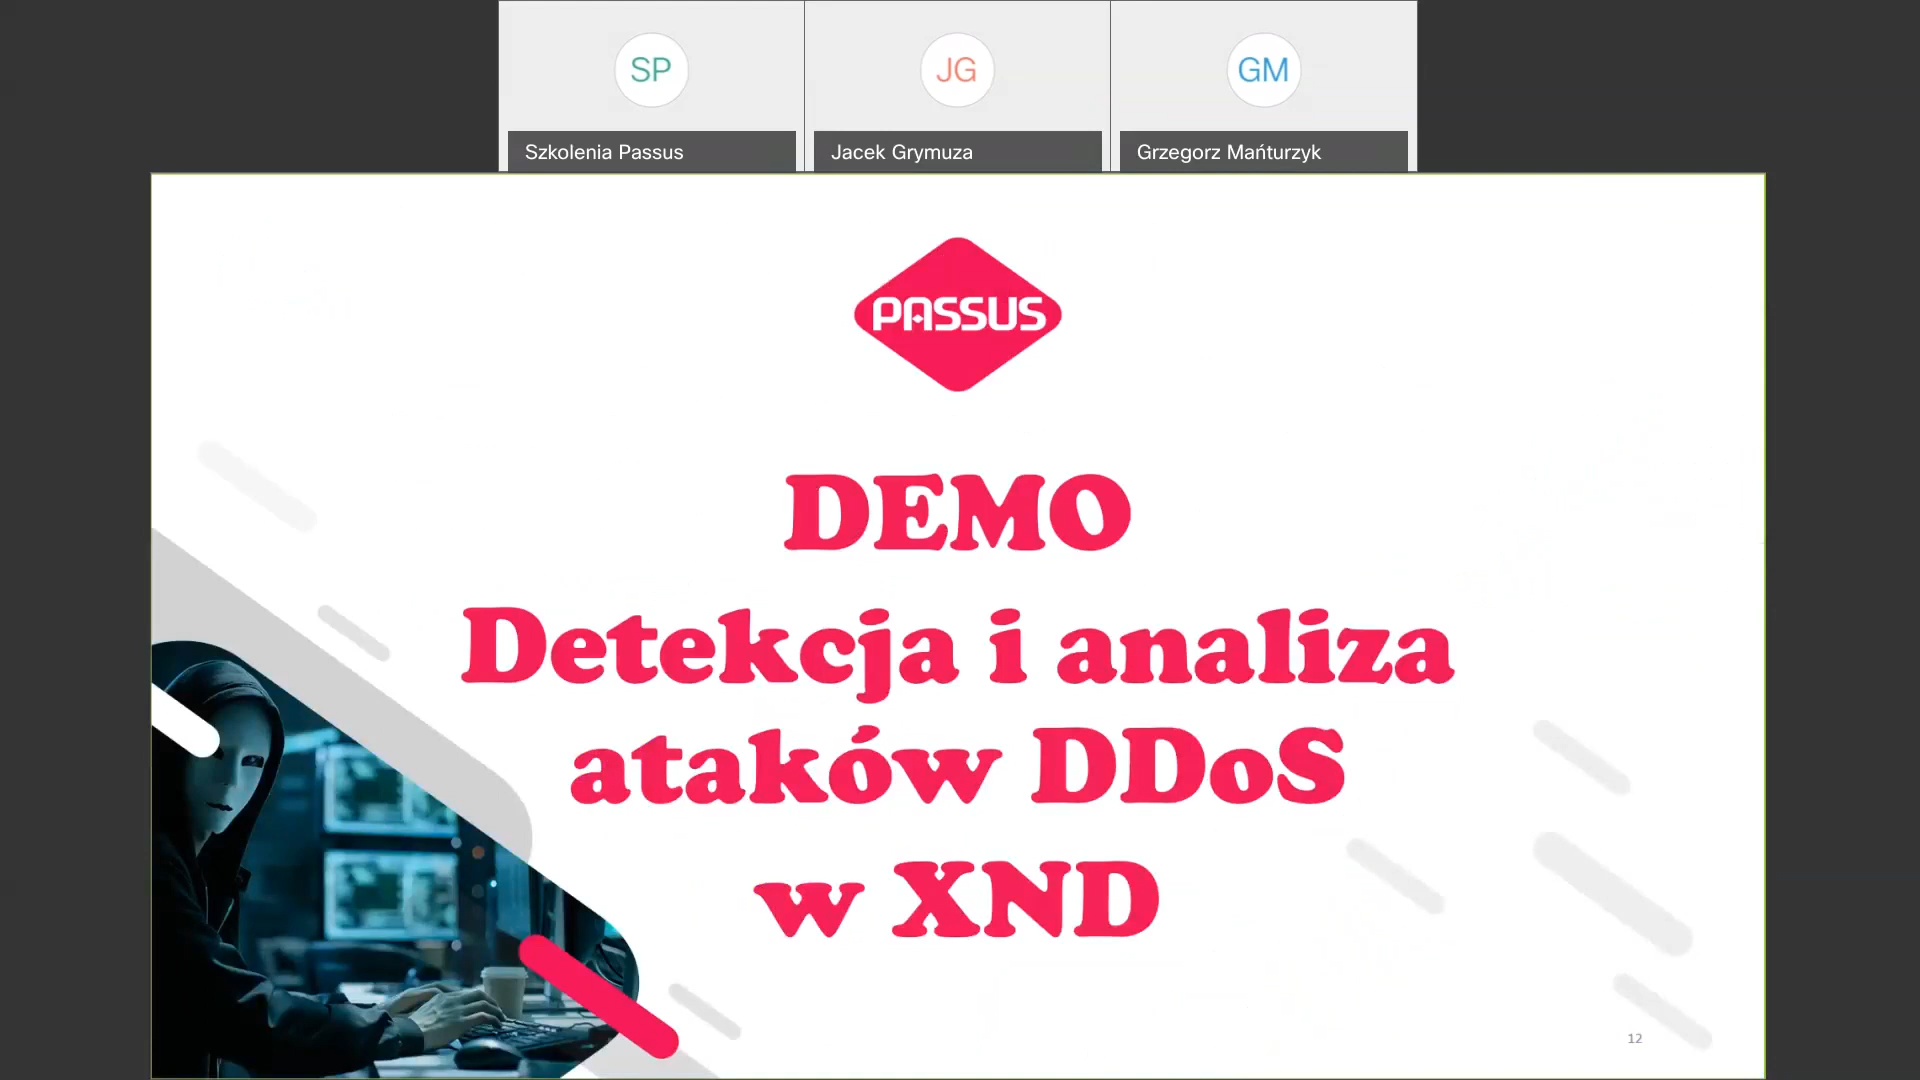 SP
JG
GM
Szkolenia Passus
Jacek Grymuza
Grzegorz Mańturzyk
PASSUS
DEMO
Detekcja i analiza
ataków DDoS
w XND
12